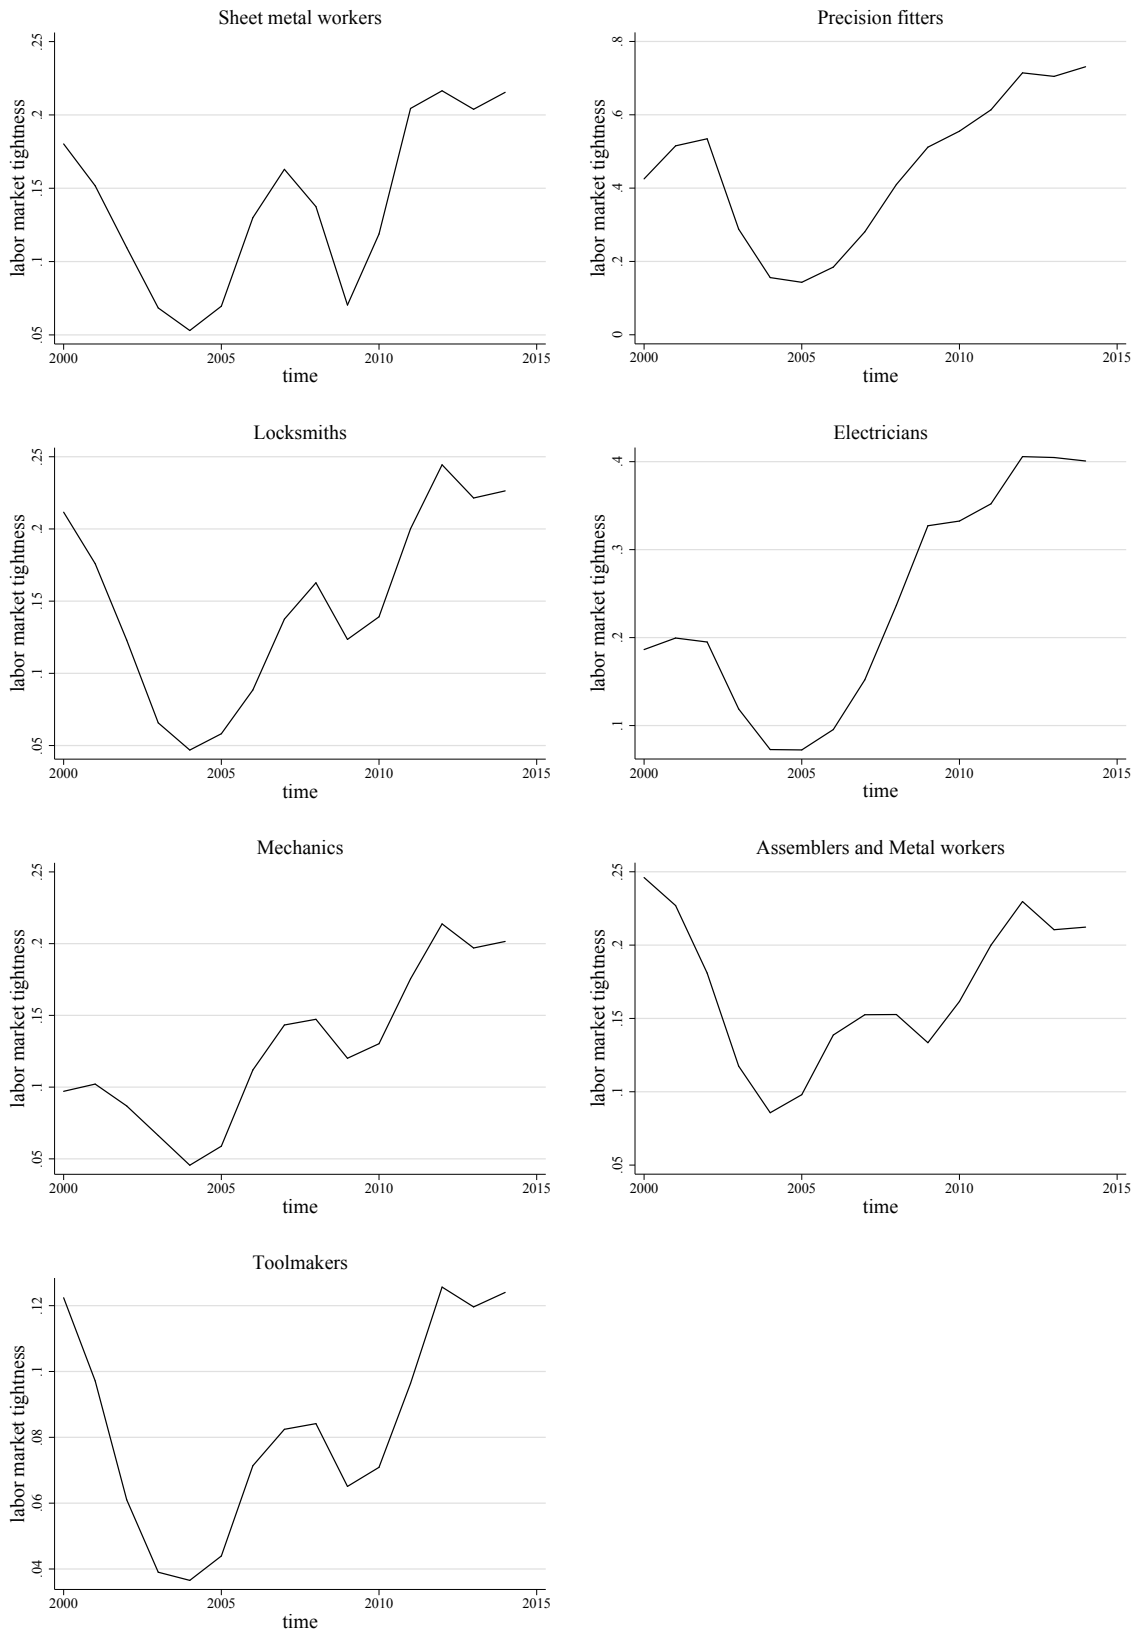 Sheet metal workers
labor market tightness
.25
.2
.15
.1
.05
2000 2005 2010 2015
time
Precision fitters
labor market tightness
.8
.6
.4
.2
0
2000 2005 2010 2015
time
Locksmiths
labor market tightness
.25
.2
.15
.1
.05
2000 2005 2010 2015
time
Electricians
labor market tightness
.4
.3
.2
.1
2000 2005 2010 2015
time
Mechanics
labor market tightness
.25
.2
.15
.1
.05
2000 2005 2010 2015
time
Assemblers and Metal workers
labor market tightness
.25
.2
.15
.1
.05
2000 2005 2010 2015
time
Toolmakers
labor market tightness
.12
.1
.08
.06
.04
2000 2005 2010 2015
time